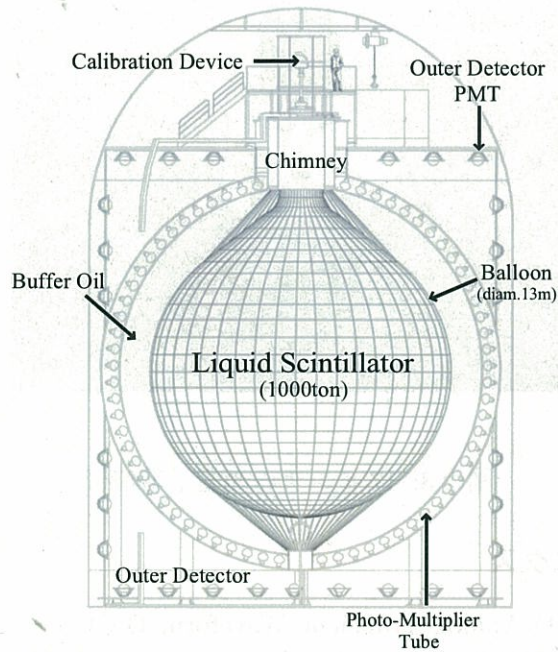 Calibration Device
Outer Detector
PMT
Chimney
Buffer Oil
Balloon
(diam.13m)
Liquid Scintillator
(1000ton)
Outer Detector
Photo-Multiplier
Tube